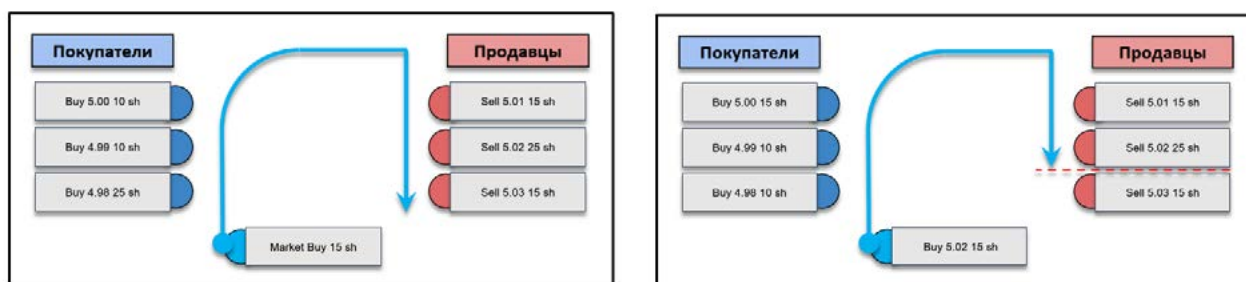 Покупатели
Продавцы
Buy 5.00 10 sh
Sell 5.01 15 sh
Buy 4.99 10 sh
Sell 5.02 25 sh
Buy 4.98 25 sh
Sell 5.03 15 sh
Market Buy 15 sh
Покупатели
Продавцы
Buy 5.00 15 sh
Sell 5.01 15 sh
Buy 4.99 10 sh
Sell 5.02 25 sh
Buy 4.98 10 sh
Sell 5.03 15 sh
Buy 5.02 15 sh